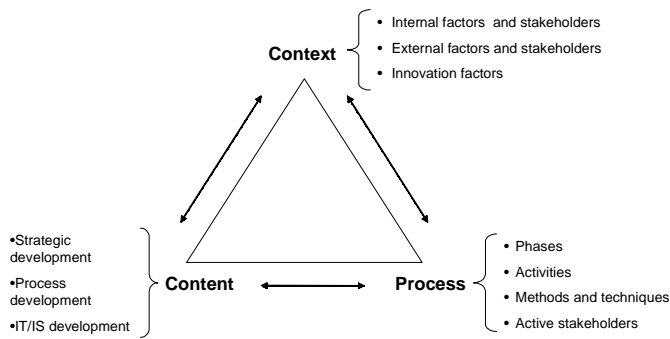 • Internal factors and stakeholders
• External factors and stakeholders
• Innovation factors
Context
•Strategic
development
•Process
development
•IT/IS development
Content
Process
• Phases
• Activities
• Methods and techniques
• Active stakeholders